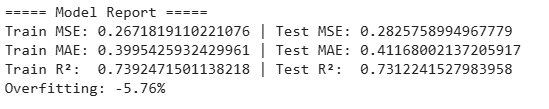 ===== Model Report =====
Train MSE: 0.2671819110221076 | Test MSE: 0.2825758994967779
Train MAE: 0.3995425932429961 | Test MAE: 0.41168002137205917
Train R²:  0.7392471501138218 | Test R²:  0.7312241527983958
Overfitting: -5.76%